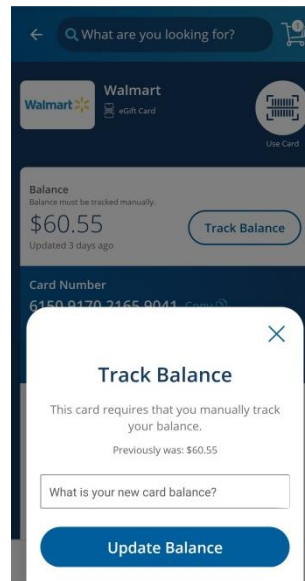 What are you looking for?
1
Walmart
Walmart
eGift Card
Use Card
Balance
Balance must be tracked manually.
$60.55
Updated 3 days ago
Track Balance
Card Number
6150 9170 2165 9041 Copy
Track Balance
This card requires that you manually track
your balance.
Previously was: $60.55
What is your new card balance?
Update Balance